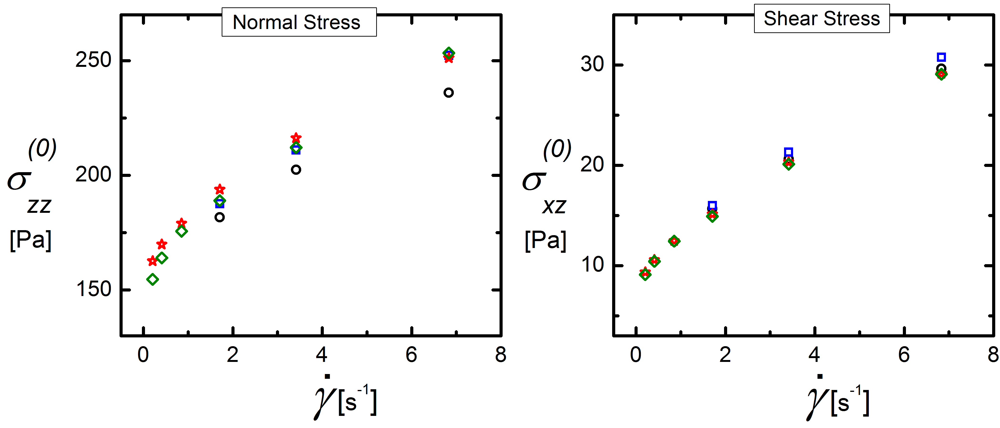 Normal Stress
250
200
150
σ zz (0)
[Pa]
0 2 4 6 8
γ̇ [s-1]
Shear Stress
30
20
10
σ xz (0)
[Pa]
0 2 4 6 8
γ̇ [s-1]